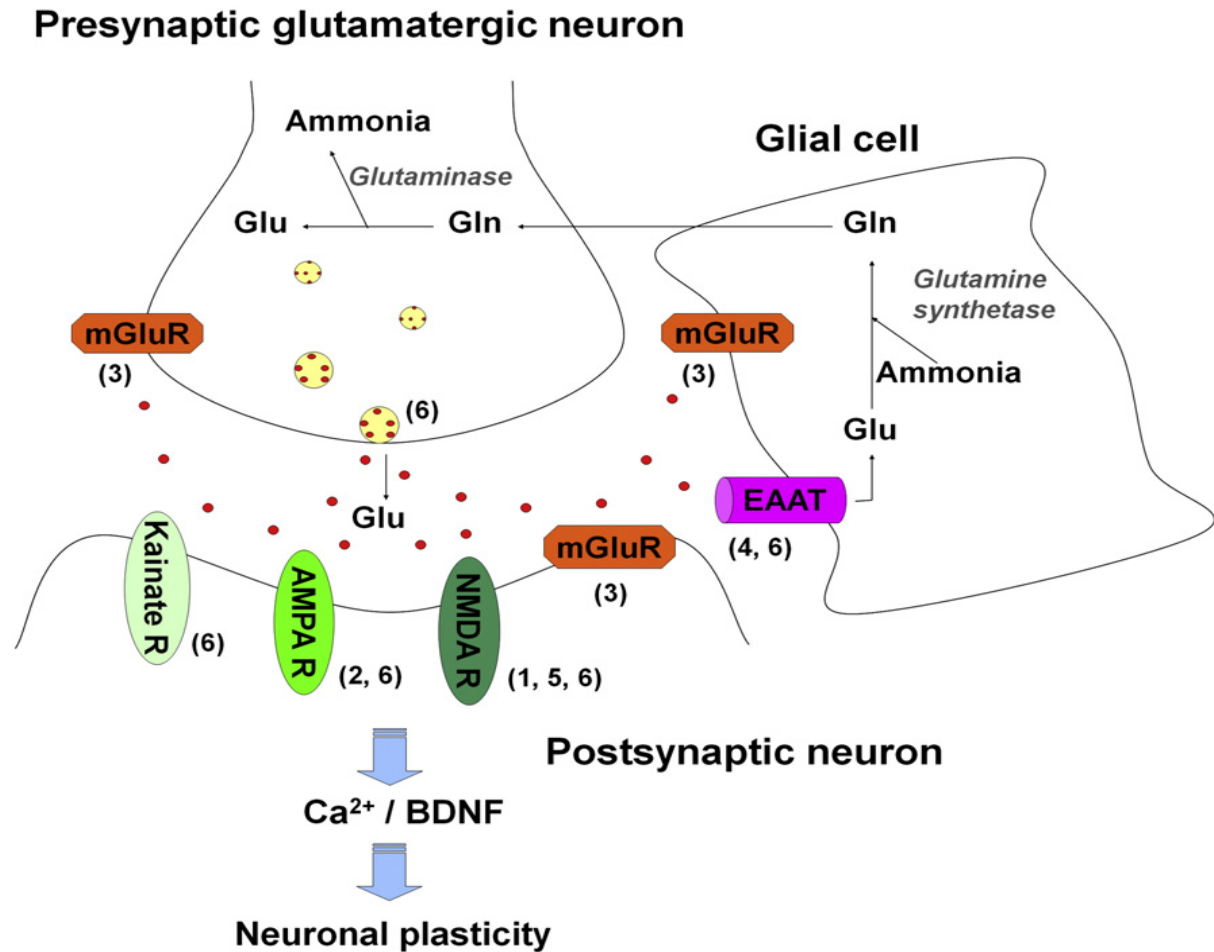 Presynaptic glutamatergic neuron
Ammonia
Glutaminase
Glu
Gln
Glial cell
Gln
Glutamine
synthetase
mGluR
(3)
mGluR
(3)
Ammonia
Glu
(6)
Glu
EAAT
(4, 6)
mGluR
(3)
Kainate R
(6)
AMPA R
(2, 6)
NMDA R
(1, 5, 6)
Postsynaptic neuron
Ca²⁺ / BDNF
Neuronal plasticity